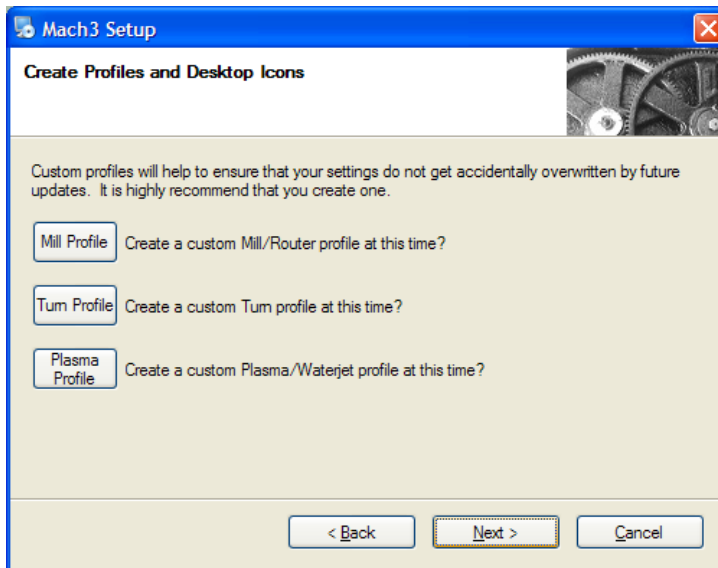 Mach3 Setup
Create Profiles and Desktop Icons
Custom profiles will help to ensure that your settings do not get accidentally overwritten by future
updates. It is highly recommend that you create one.
Mill Profile Create a custom Mill/Router profile at this time?
Turn Profile Create a custom Turn profile at this time?
Plasma
Profile
Create a custom Plasma/Waterjet profile at this time?
< Back Next > Cancel